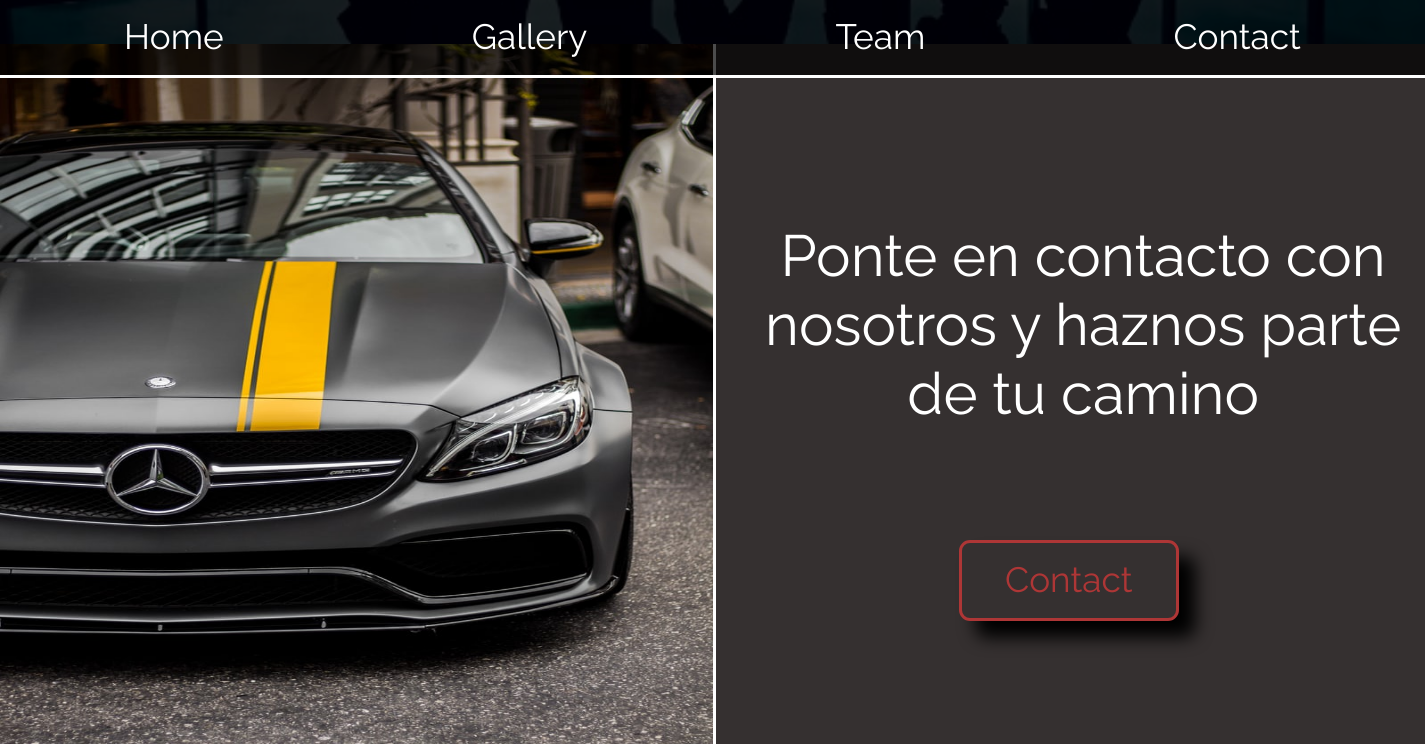 Home Gallery Team Contact
Ponte en contacto con
nosotros y haznos parte
de tu camino
Contact